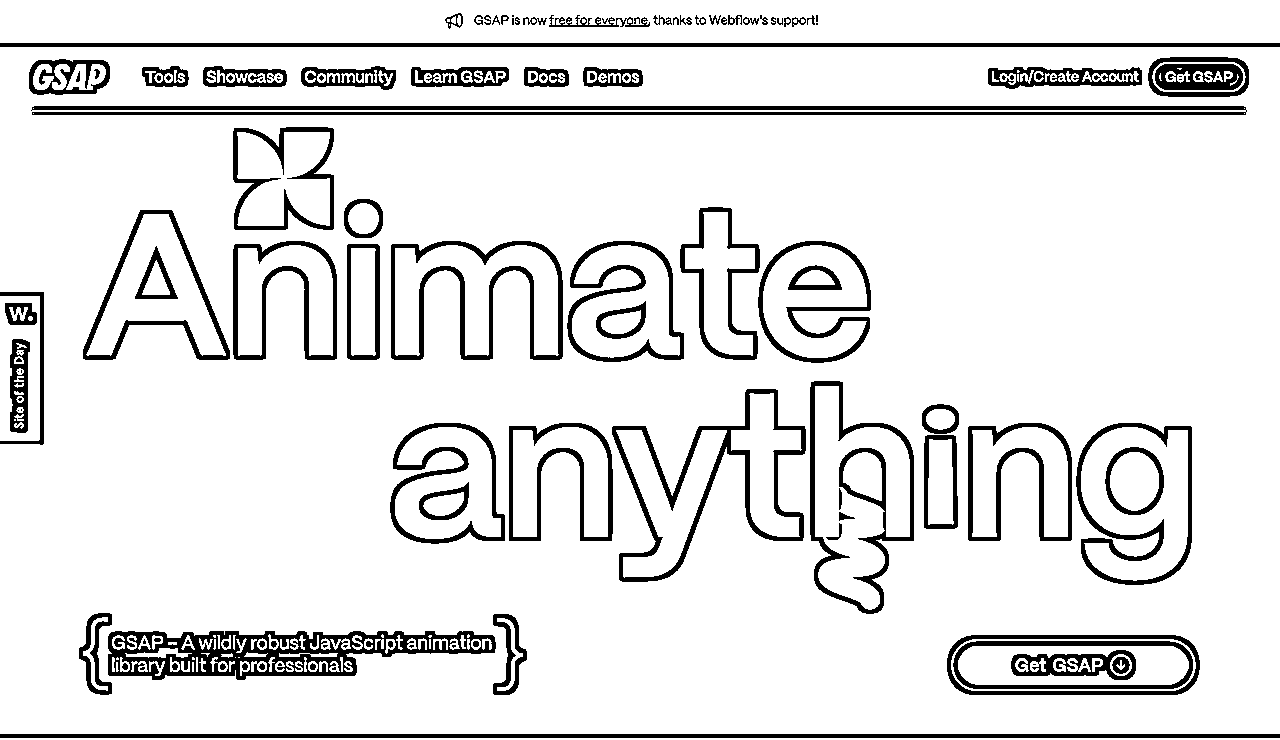 GSAP is now free for everyone, thanks to Webflow's support!
GSAP Tools Showcase Community Learn GSAP Docs Demos Login/Create Account Get GSAP
Animate
W.
Site of the Day
anything
{GSAP – A wildly robust JavaScript animation
library built for professionals}
Get GSAP